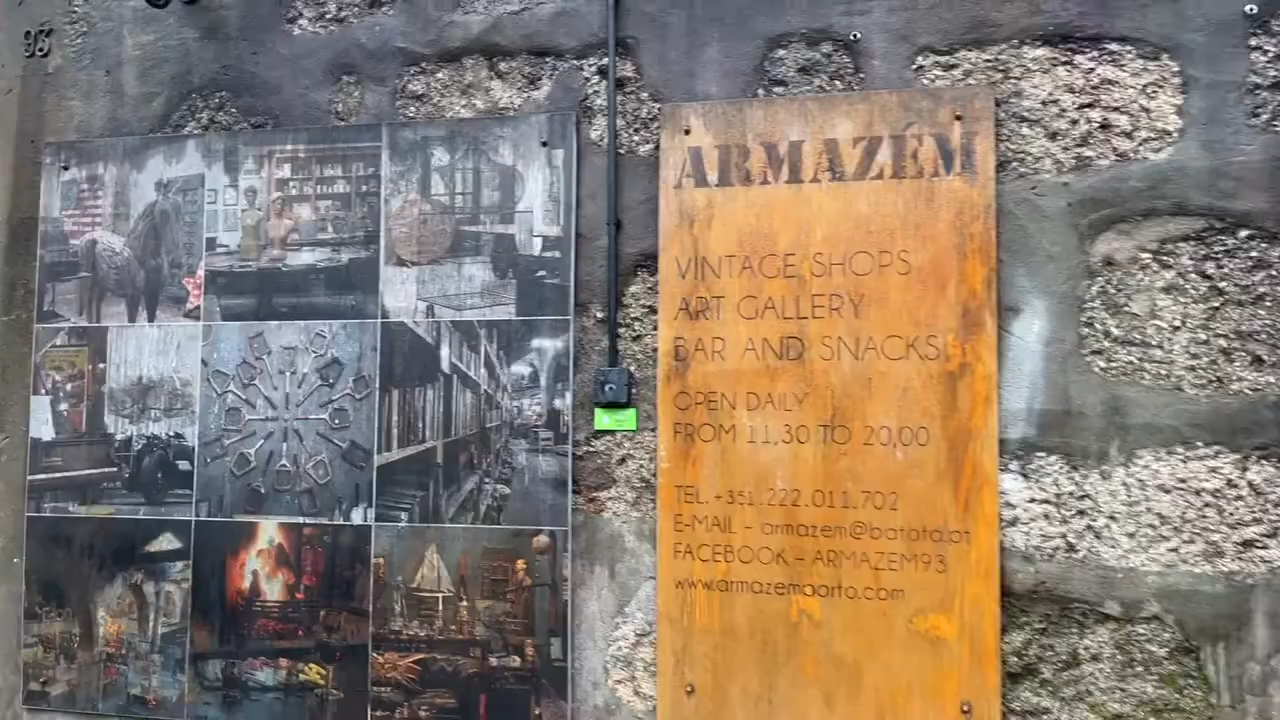 93
ARMAZÉM
VINTAGE SHOPS
ART GALLERY
BAR AND SNACKS
OPEN DAILY
FROM 11,30 TO 20,00
TEL. +351.222.011.702
E-MAIL - armazem@batota.pt
FACEBOOK - ARMAZEM93
www.armazemporto.com